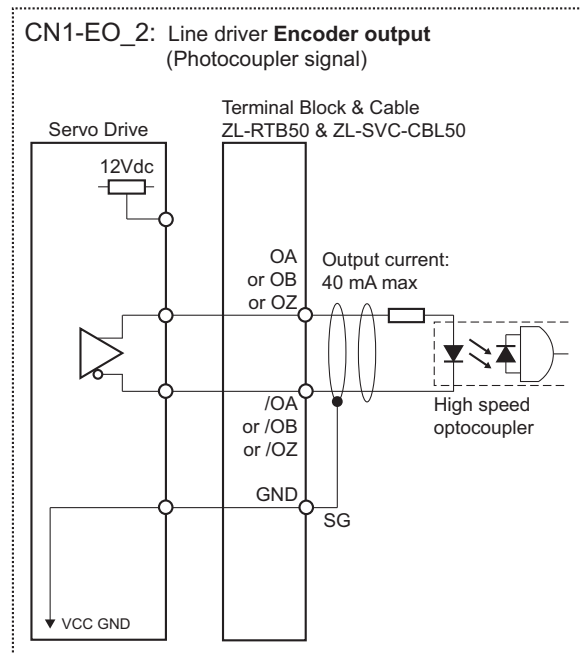 CN1-EO_2: Line driver Encoder output
(Photocoupler signal)
Terminal Block & Cable
ZL-RTB50 & ZL-SVC-CBL50
Servo Drive
12Vdc
OA
or OB
or OZ
Output current:
40 mA max
/OA
or /OB
or /OZ
High speed
optocoupler
GND
SG
VCC GND